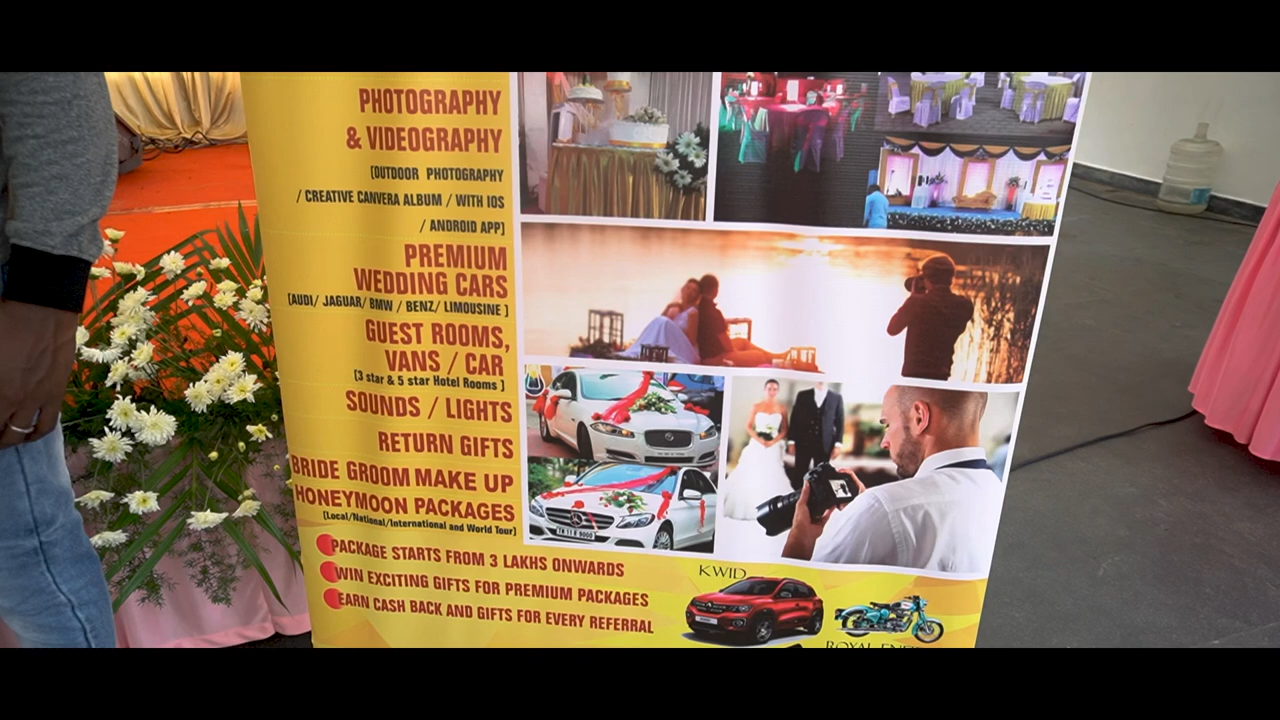 PHOTOGRAPHY
& VIDEOGRAPHY
[OUTDOOR PHOTOGRAPHY
/ CREATIVE CANVERA ALBUM / WITH IOS
/ ANDROID APP]
PREMIUM
WEDDING CARS
[AUDI/ JAGUAR/ BMW / BENZ/ LIMOUSINE ]
GUEST ROOMS,
VANS / CAR
[3 star & 5 star Hotel Rooms ]
SOUNDS / LIGHTS
RETURN GIFTS
BRIDE GROOM MAKE UP
HONEYMOON PACKAGES
[Local/National/International and World Tour]
PACKAGE STARTS FROM 3 LAKHS ONWARDS
WIN EXCITING GIFTS FOR PREMIUM PACKAGES
EARN CASH BACK AND GIFTS FOR EVERY REFERRAL
KWID
ROYAL